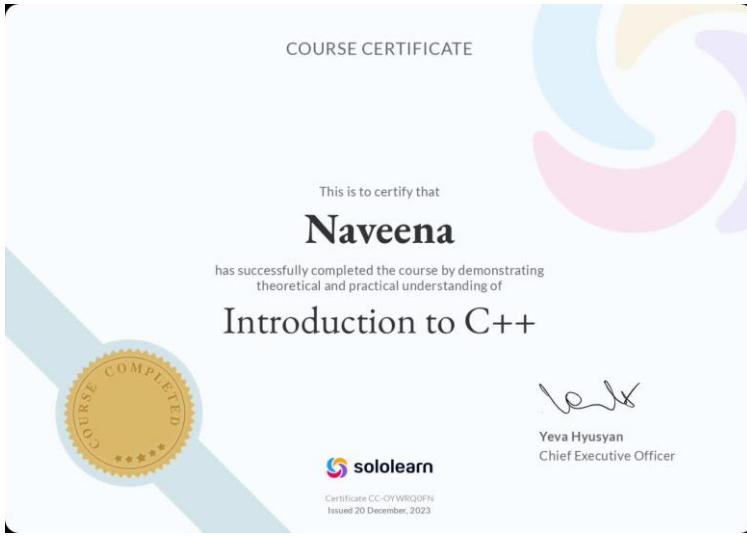 COURSE CERTIFICATE
This is to certify that
Naveena
has successfully completed the course by demonstrating
theoretical and practical understanding of
Introduction to C++
COURSE COMPLETED
Yeva Hyusyan
Chief Executive Officer
sololearn
Certificate CC-OYWRQ0FN
Issued 20 December, 2023